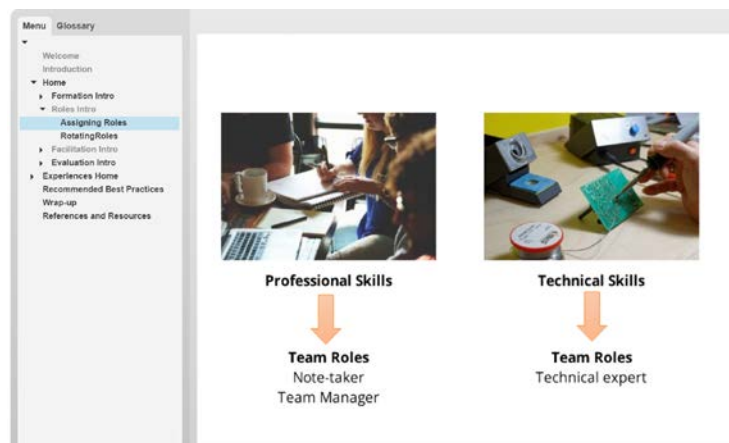 Menu Glossary
Welcome
Introduction
Home
Formation Intro
Roles Intro
Assigning Roles
RotatingRoles
Facilitation Intro
Evaluation Intro
Experiences Home
Recommended Best Practices
Wrap-up
References and Resources
Professional Skills
Team Roles
Note-taker
Team Manager
Technical Skills
Team Roles
Technical expert